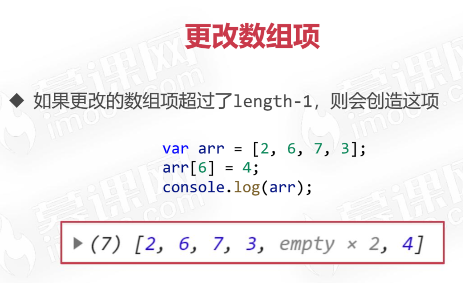 更改数组项
◆ 如果更改的数组项超过了length-1，则会创造这项
var arr = [2, 6, 7, 3];
arr[6] = 4;
console.log(arr);
▶(7) [2, 6, 7, 3, empty × 2, 4]
慕课网
imooc.com